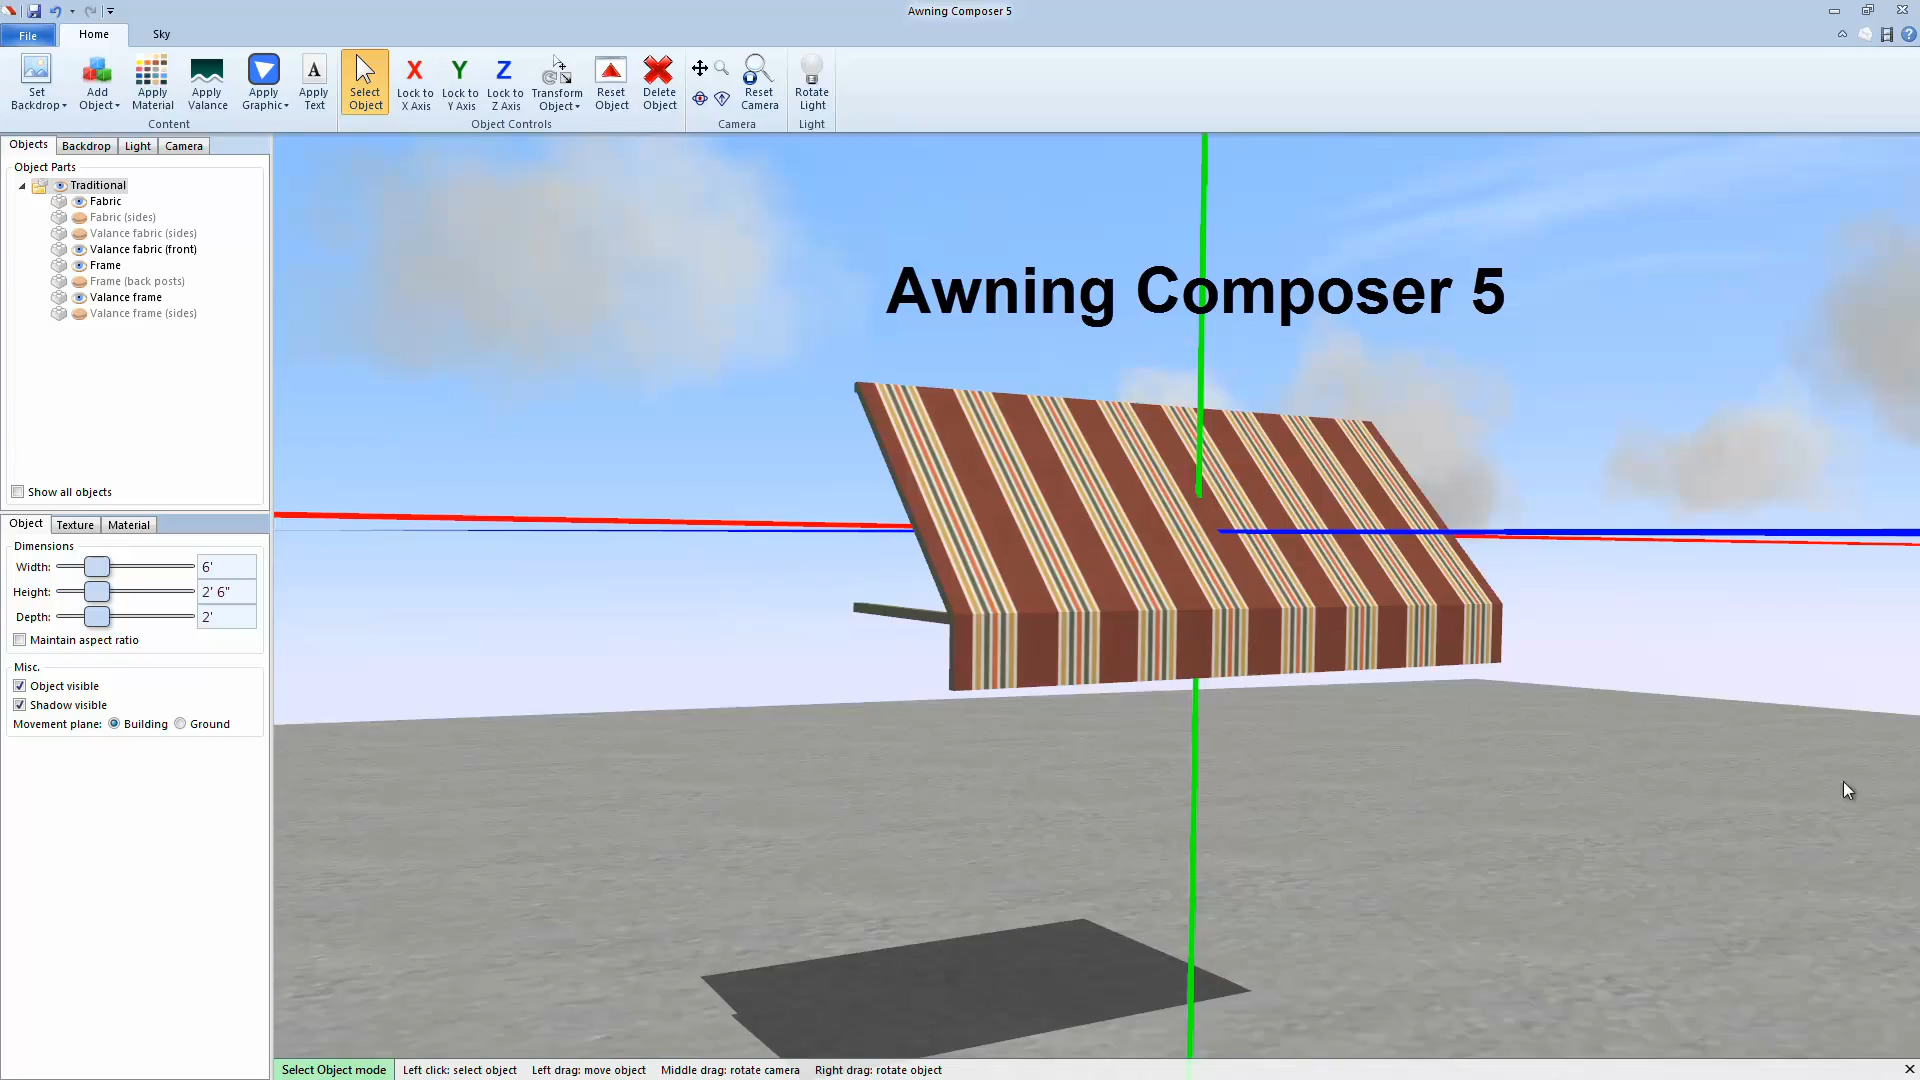 Awning Composer 5
File
Home
Sky
Set Backdrop
Add Object
Apply Material
Apply Valance
Apply Graphic
A
Apply Text
Content
Select Object
X
Lock to X Axis
Y
Lock to Y Axis
Z
Lock to Z Axis
Transform Object
Reset Object
Delete Object
Object Controls
Reset Camera
Camera
Rotate Light
Light
Objects
Backdrop
Light
Camera
Object Parts
Traditional
Fabric
Fabric (sides)
Valance fabric (sides)
Valance fabric (front)
Frame
Frame (back posts)
Valance frame
Valance frame (sides)
Show all objects
Object
Texture
Material
Dimensions
Width: 6'
Height: 2' 6"
Depth: 2'
Maintain aspect ratio
Misc.
Object visible
Shadow visible
Movement plane: Building Ground
Awning Composer 5
Select Object mode
Left click: select object
Left drag: move object
Middle drag: rotate camera
Right drag: rotate object